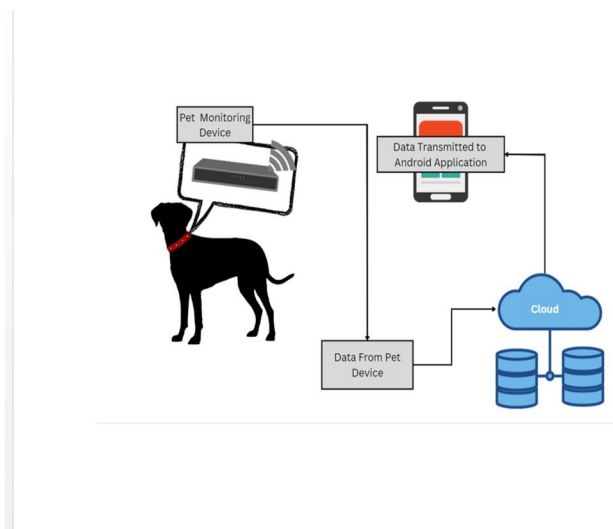 Pet Monitoring
Device
Data Transmitted to
Android Application
Cloud
Data From Pet
Device